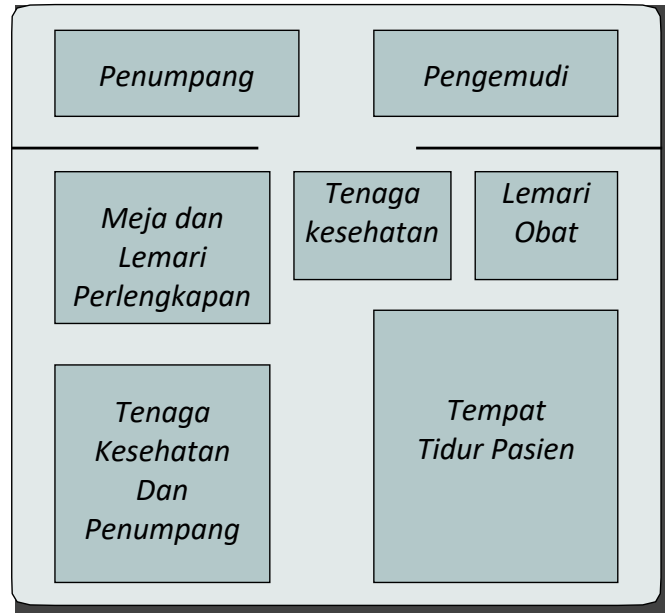 Penumpang
Pengemudi
Meja dan
Lemari
Perlengkapan
Tenaga
kesehatan
Lemari
Obat
Tenaga
Kesehatan
Dan
Penumpang
Tempat
Tidur Pasien